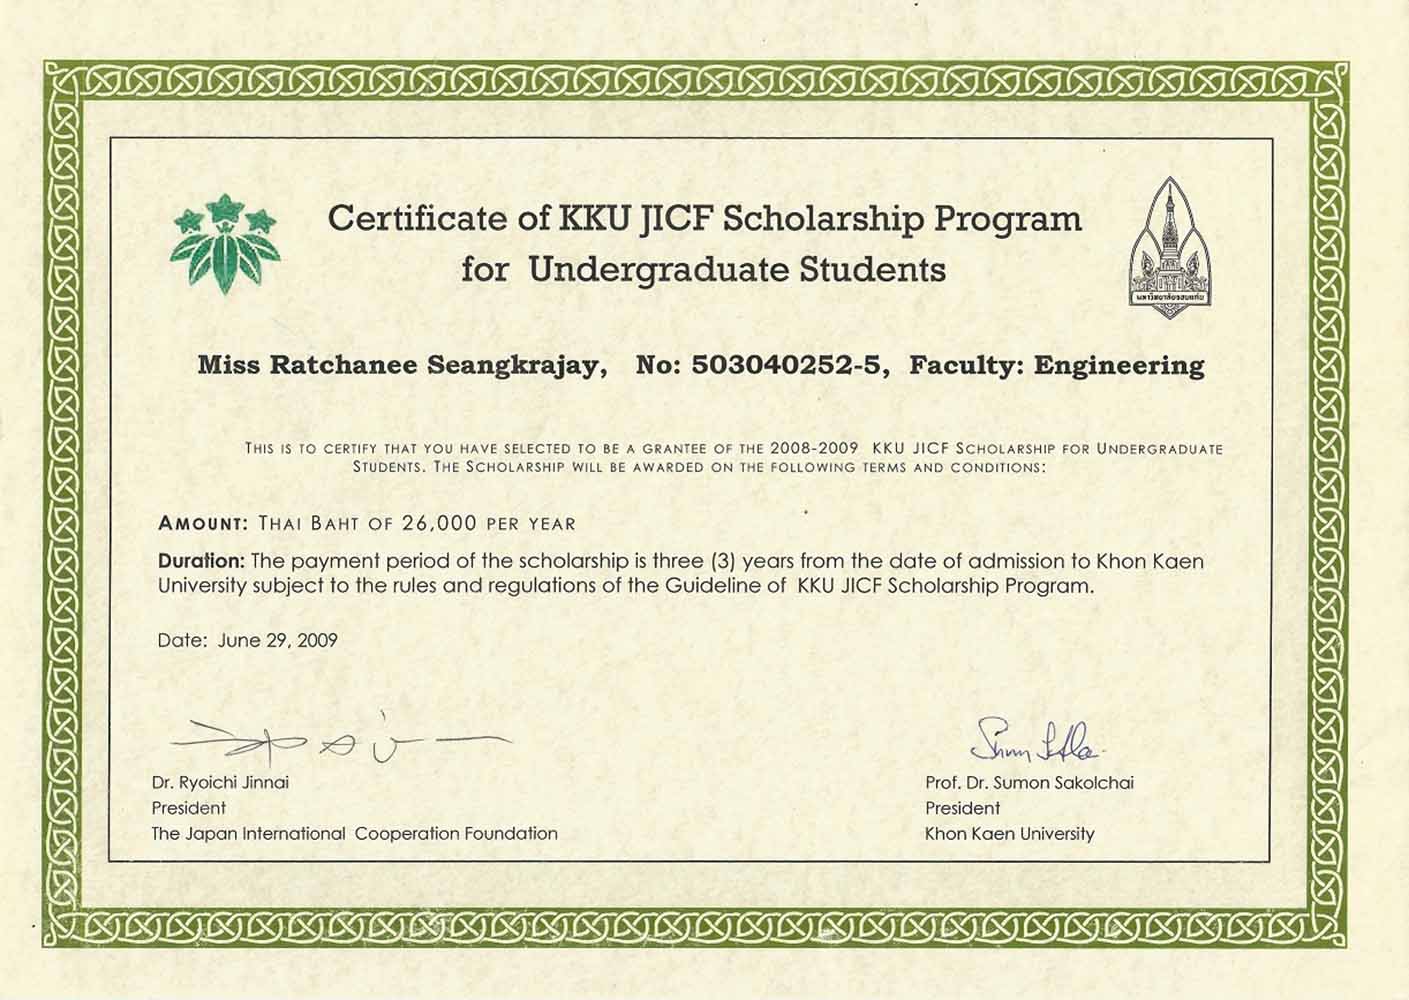 Certificate of KKU JICF Scholarship Program
for Undergraduate Students
มหาวิทยาลัยขอนแก่น
Miss Ratchanee Seangkrajay, No: 503040252-5, Faculty: Engineering
THIS IS TO CERTIFY THAT YOU HAVE SELECTED TO BE A GRANTEE OF THE 2008-2009 KKU JICF SCHOLARSHIP FOR UNDERGRADUATE
STUDENTS. THE SCHOLARSHIP WILL BE AWARDED ON THE FOLLOWING TERMS AND CONDITIONS:
AMOUNT: THAI BAHT OF 26,000 PER YEAR
Duration: The payment period of the scholarship is three (3) years from the date of admission to Khon Kaen
University subject to the rules and regulations of the Guideline of KKU JICF Scholarship Program.
Date: June 29, 2009
Dr. Ryoichi Jinnai
President
The Japan International Cooperation Foundation
Prof. Dr. Sumon Sakolchai
President
Khon Kaen University